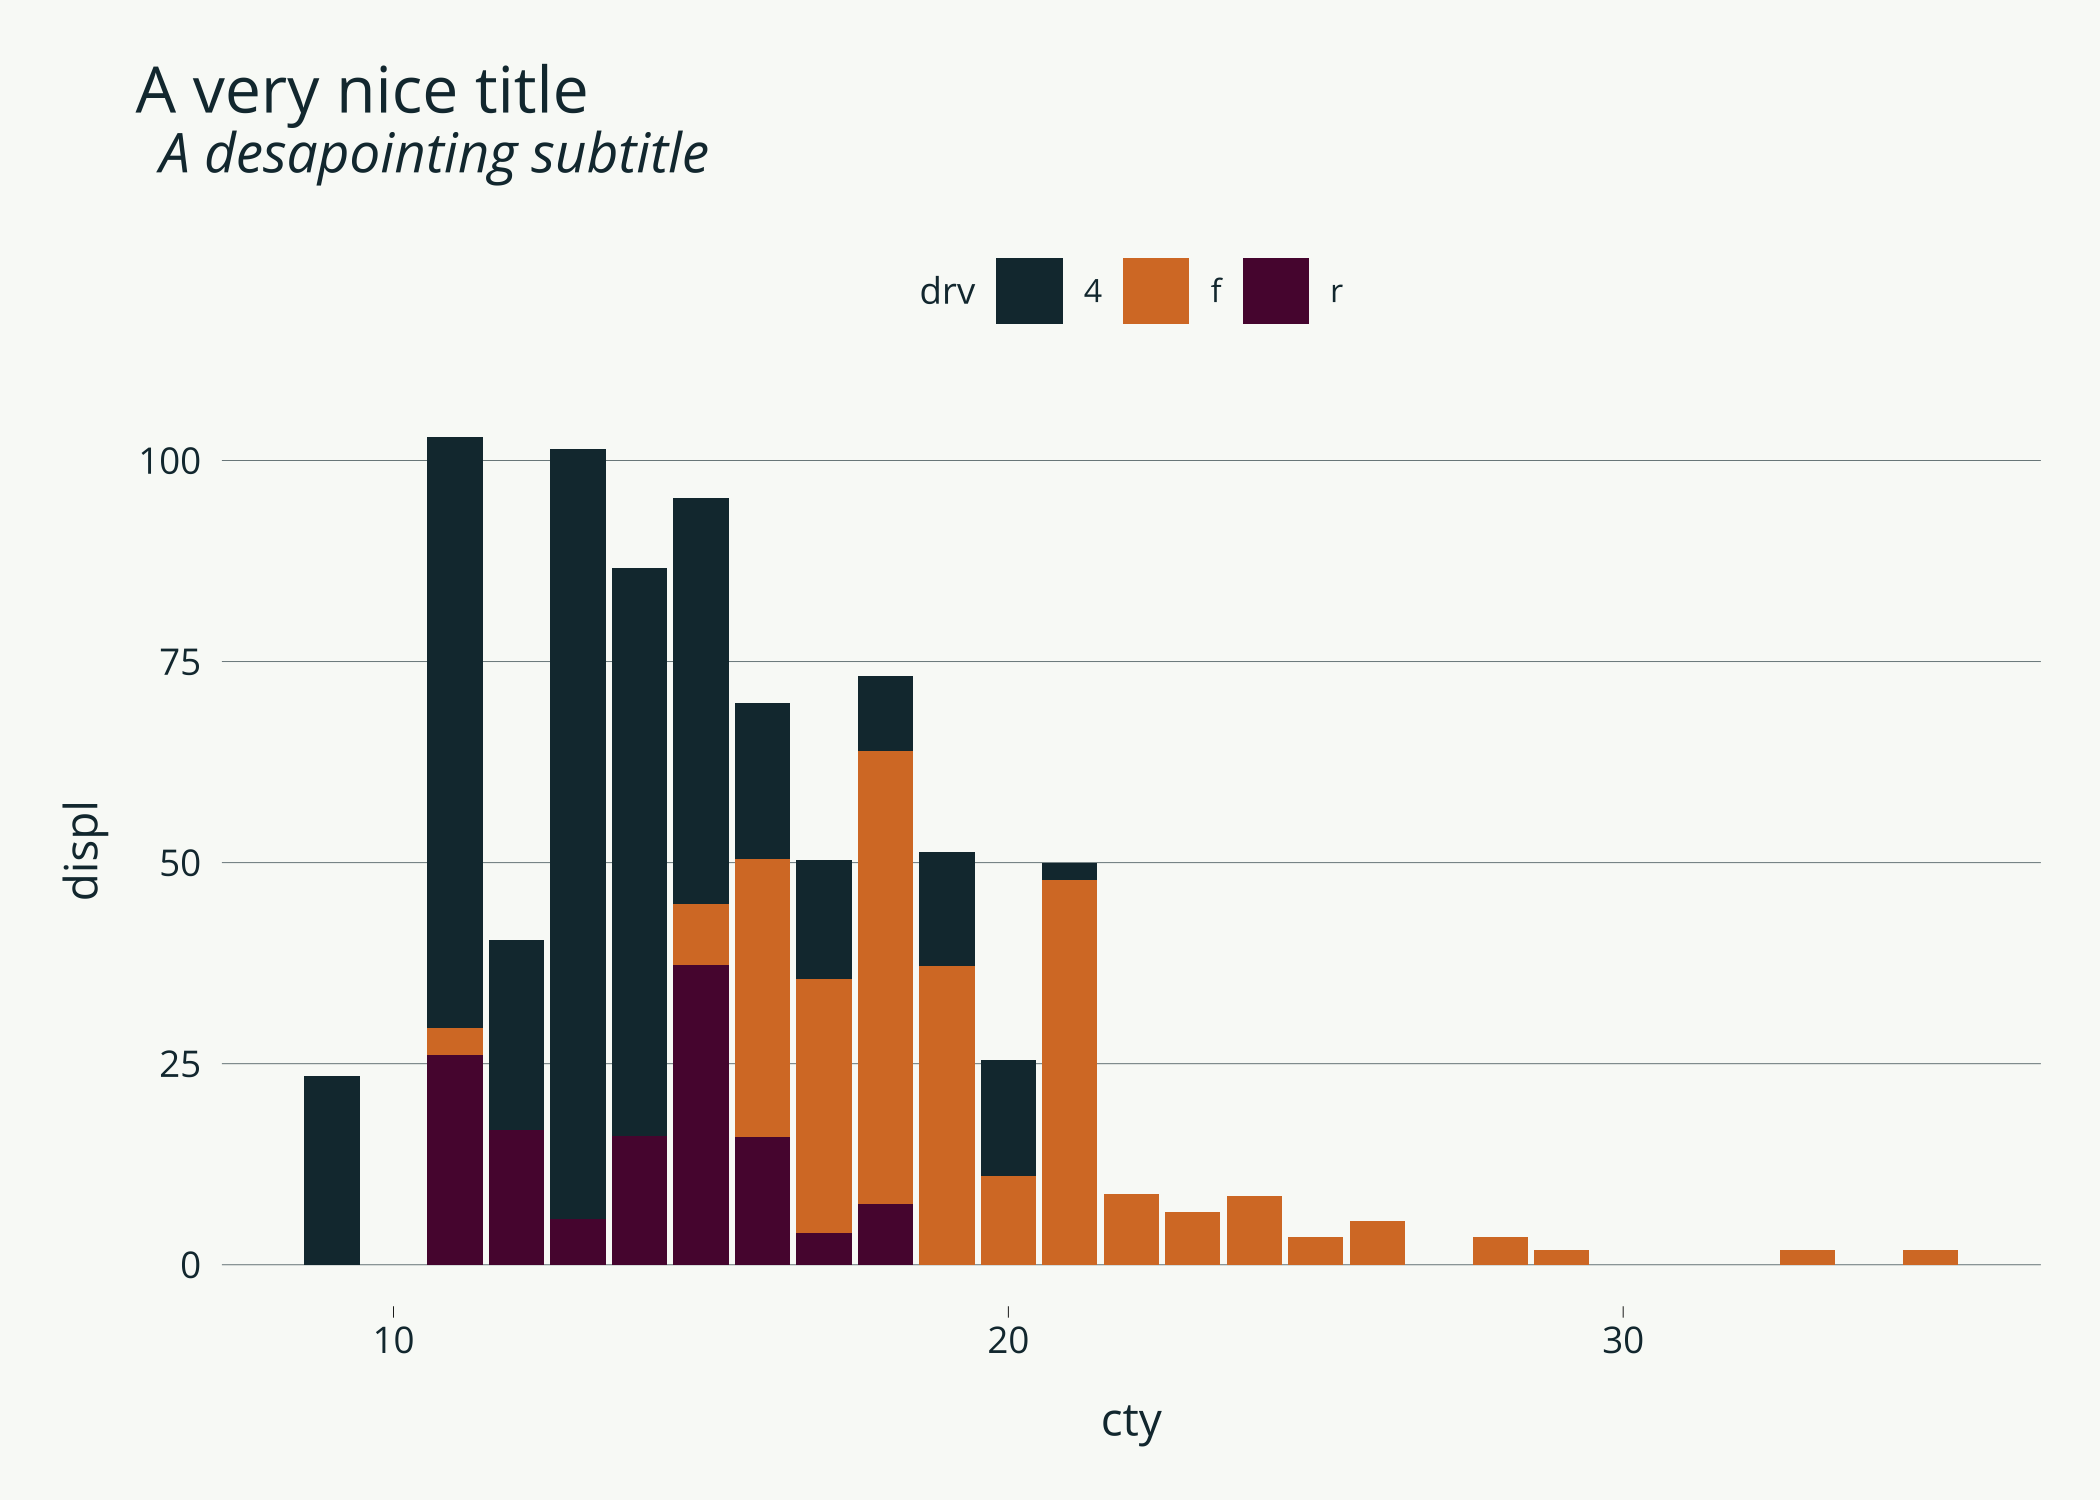 A very nice title
A desapointing subtitle
drv 4 f r
100
75
50
25
0
displ
10 20 30
cty